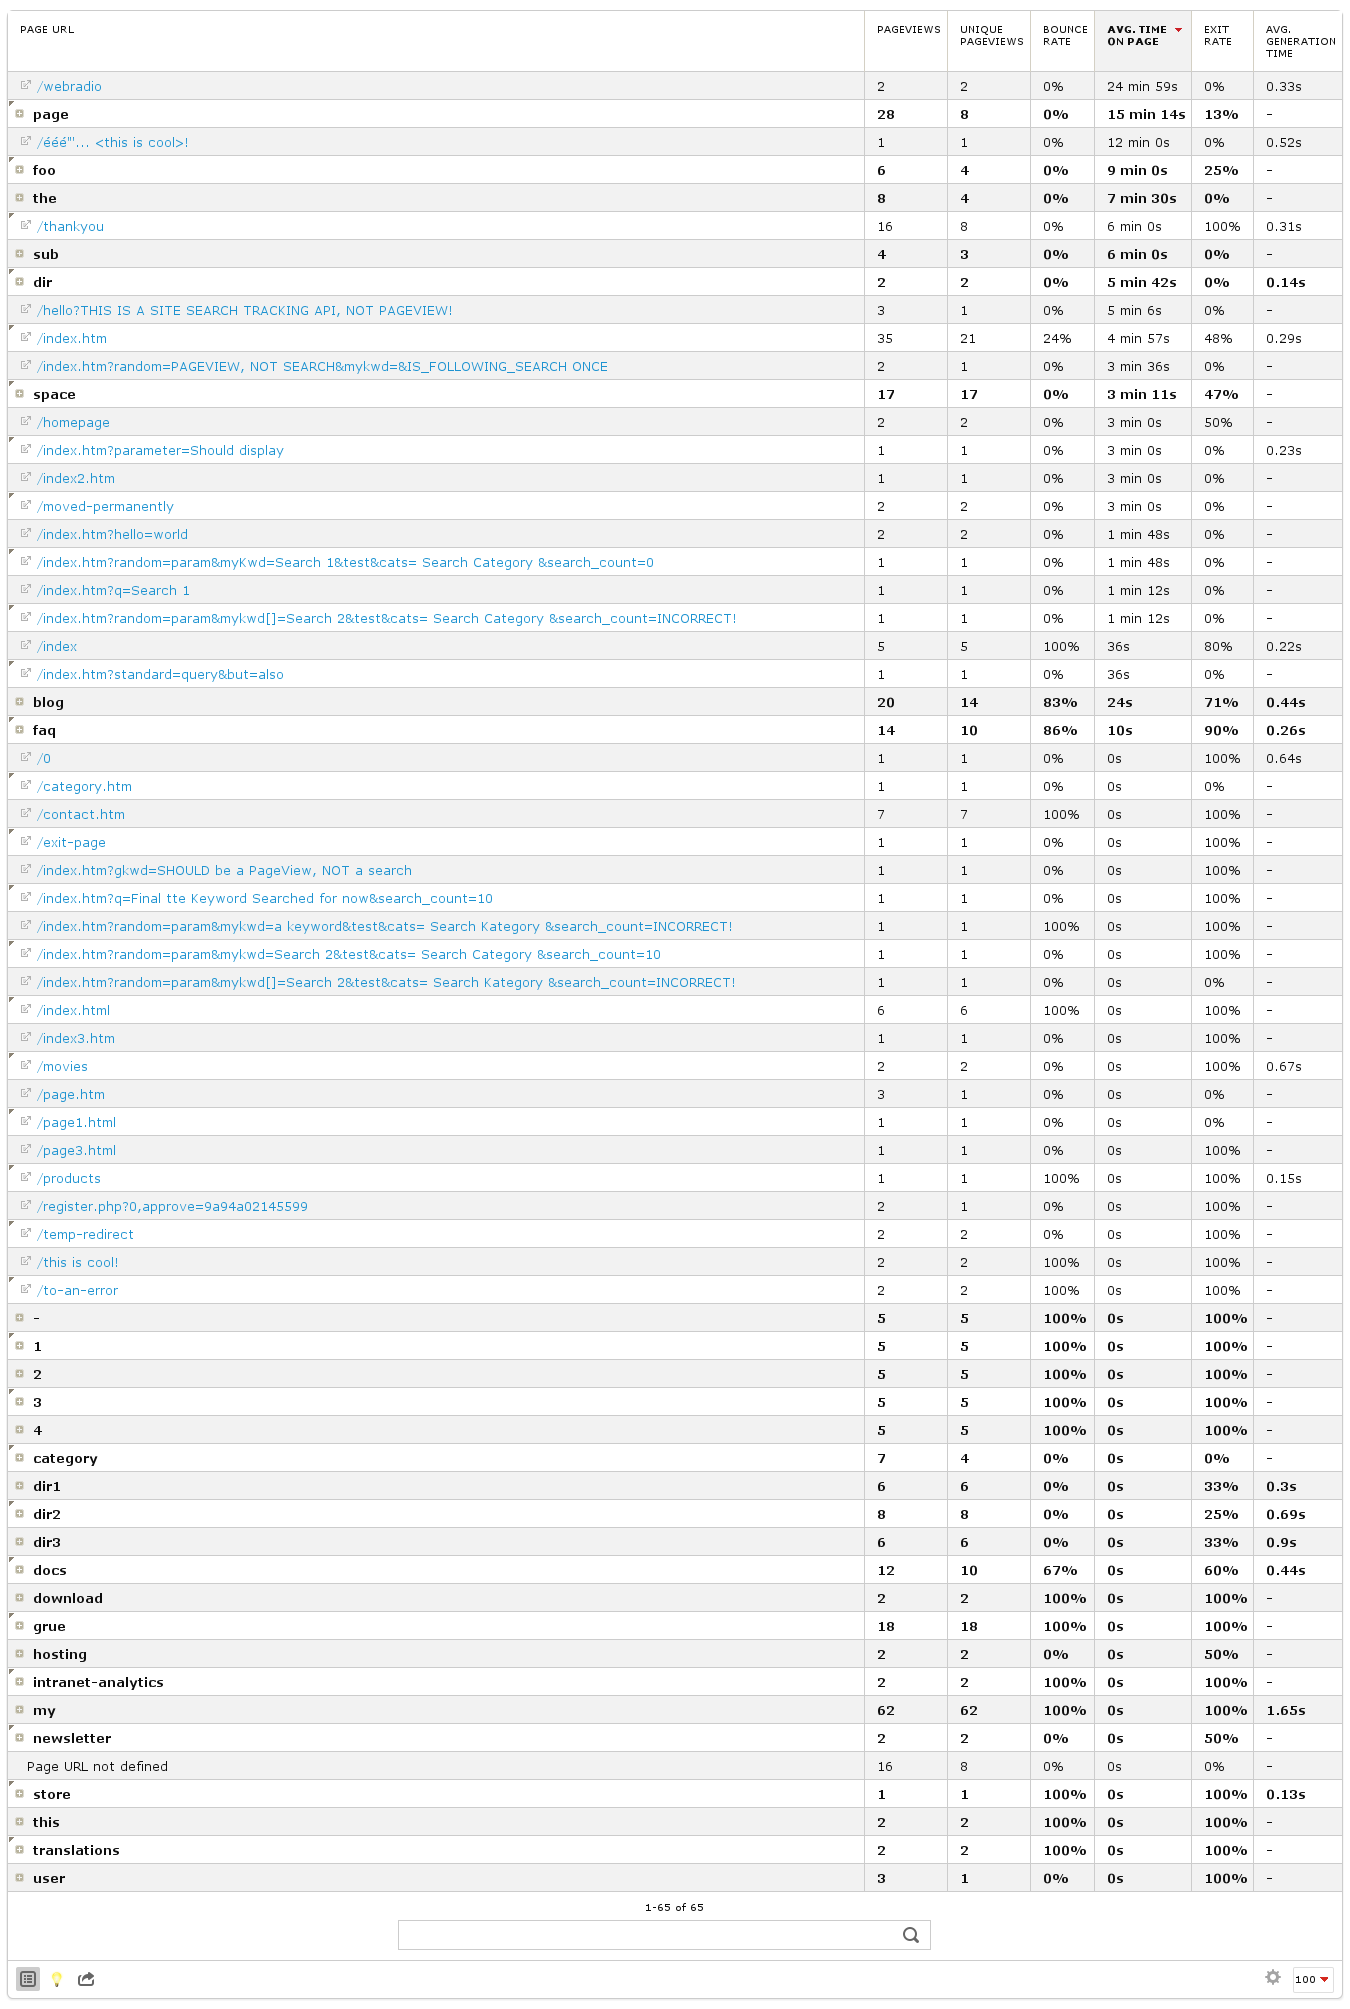 PAGE URL PAGEVIEWS UNIQUE PAGEVIEWS BOUNCE RATE AVG. TIME ON PAGE EXIT RATE AVG. GENERATION TIME
/webradio 2 2 0% 24 min 59s 0% 0.33s
page 28 8 0% 15 min 14s 13% -
/ééé"'... <this is cool>! 1 1 0% 12 min 0s 0% 0.52s
foo 6 4 0% 9 min 0s 25% -
the 8 4 0% 7 min 30s 0% -
/thankyou 16 8 0% 6 min 0s 100% 0.31s
sub 4 3 0% 6 min 0s 0% -
dir 2 2 0% 5 min 42s 0% 0.14s
/hello?THIS IS A SITE SEARCH TRACKING API, NOT PAGEVIEW! 3 1 0% 5 min 6s 0% -
/index.htm 35 21 24% 4 min 57s 48% 0.29s
/index.htm?random=PAGEVIEW, NOT SEARCH&mykwd=&IS_FOLLOWING_SEARCH ONCE 2 1 0% 3 min 36s 0% -
space 17 17 0% 3 min 11s 47% -
/homepage 2 2 0% 3 min 0s 50% -
/index.htm?parameter=Should display 1 1 0% 3 min 0s 0% 0.23s
/index2.htm 1 1 0% 3 min 0s 0% -
/moved-permanently 2 2 0% 3 min 0s 0% -
/index.htm?hello=world 2 2 0% 1 min 48s 0% -
/index.htm?random=param&myKwd=Search 1&test&cats= Search Category &search_count=0 1 1 0% 1 min 48s 0% -
/index.htm?q=Search 1 1 1 0% 1 min 12s 0% -
/index.htm?random=param&mykwd[]=Search 2&test&cats= Search Category &search_count=INCORRECT! 1 1 0% 1 min 12s 0% -
/index 5 5 100% 36s 80% 0.22s
/index.htm?standard=query&but=also 1 1 0% 36s 0% -
blog 20 14 83% 24s 71% 0.44s
faq 14 10 86% 10s 90% 0.26s
/0 1 1 0% 0s 100% 0.64s
/category.htm 1 1 0% 0s 0% -
/contact.htm 7 7 100% 0s 100% -
/exit-page 1 1 0% 0s 100% -
/index.htm?gkwd=SHOULD be a PageView, NOT a search 1 1 0% 0s 100% -
/index.htm?q=Final tte Keyword Searched for now&search_count=10 1 1 0% 0s 100% -
/index.htm?random=param&mykwd=a keyword&test&cats= Search Kategory &search_count=INCORRECT! 1 1 100% 0s 100% -
/index.htm?random=param&mykwd=Search 2&test&cats= Search Category &search_count=10 1 1 0% 0s 100% -
/index.htm?random=param&mykwd[]=Search 2&test&cats= Search Kategory &search_count=INCORRECT! 1 1 0% 0s 0% -
/index.html 6 6 100% 0s 100% -
/index3.htm 1 1 0% 0s 100% -
/movies 2 2 0% 0s 100% 0.67s
/page.htm 3 1 0% 0s 0% -
/page1.html 1 1 0% 0s 0% -
/page3.html 1 1 0% 0s 100% -
/products 1 1 100% 0s 100% 0.15s
/register.php?0,approve=9a94a02145599 2 1 0% 0s 100% -
/temp-redirect 2 2 0% 0s 100% -
/this is cool! 2 2 100% 0s 100% -
/to-an-error 2 2 100% 0s 100% -
- 5 5 100% 0s 100% -
1 5 5 100% 0s 100% -
2 5 5 100% 0s 100% -
3 5 5 100% 0s 100% -
4 5 5 100% 0s 100% -
category 7 4 0% 0s 0% -
dir1 6 6 0% 0s 33% 0.3s
dir2 8 8 0% 0s 25% 0.69s
dir3 6 6 0% 0s 33% 0.9s
docs 12 10 67% 0s 60% 0.44s
download 2 2 100% 0s 100% -
grue 18 18 100% 0s 100% -
hosting 2 2 0% 0s 50% -
intranet-analytics 2 2 100% 0s 100% -
my 62 62 100% 0s 100% 1.65s
newsletter 2 2 0% 0s 50% -
Page URL not defined 16 8 0% 0s 0% -
store 1 1 100% 0s 100% 0.13s
this 2 2 100% 0s 100% -
translations 2 2 100% 0s 100% -
user 3 1 0% 0s 100% -
1-65 of 65
100